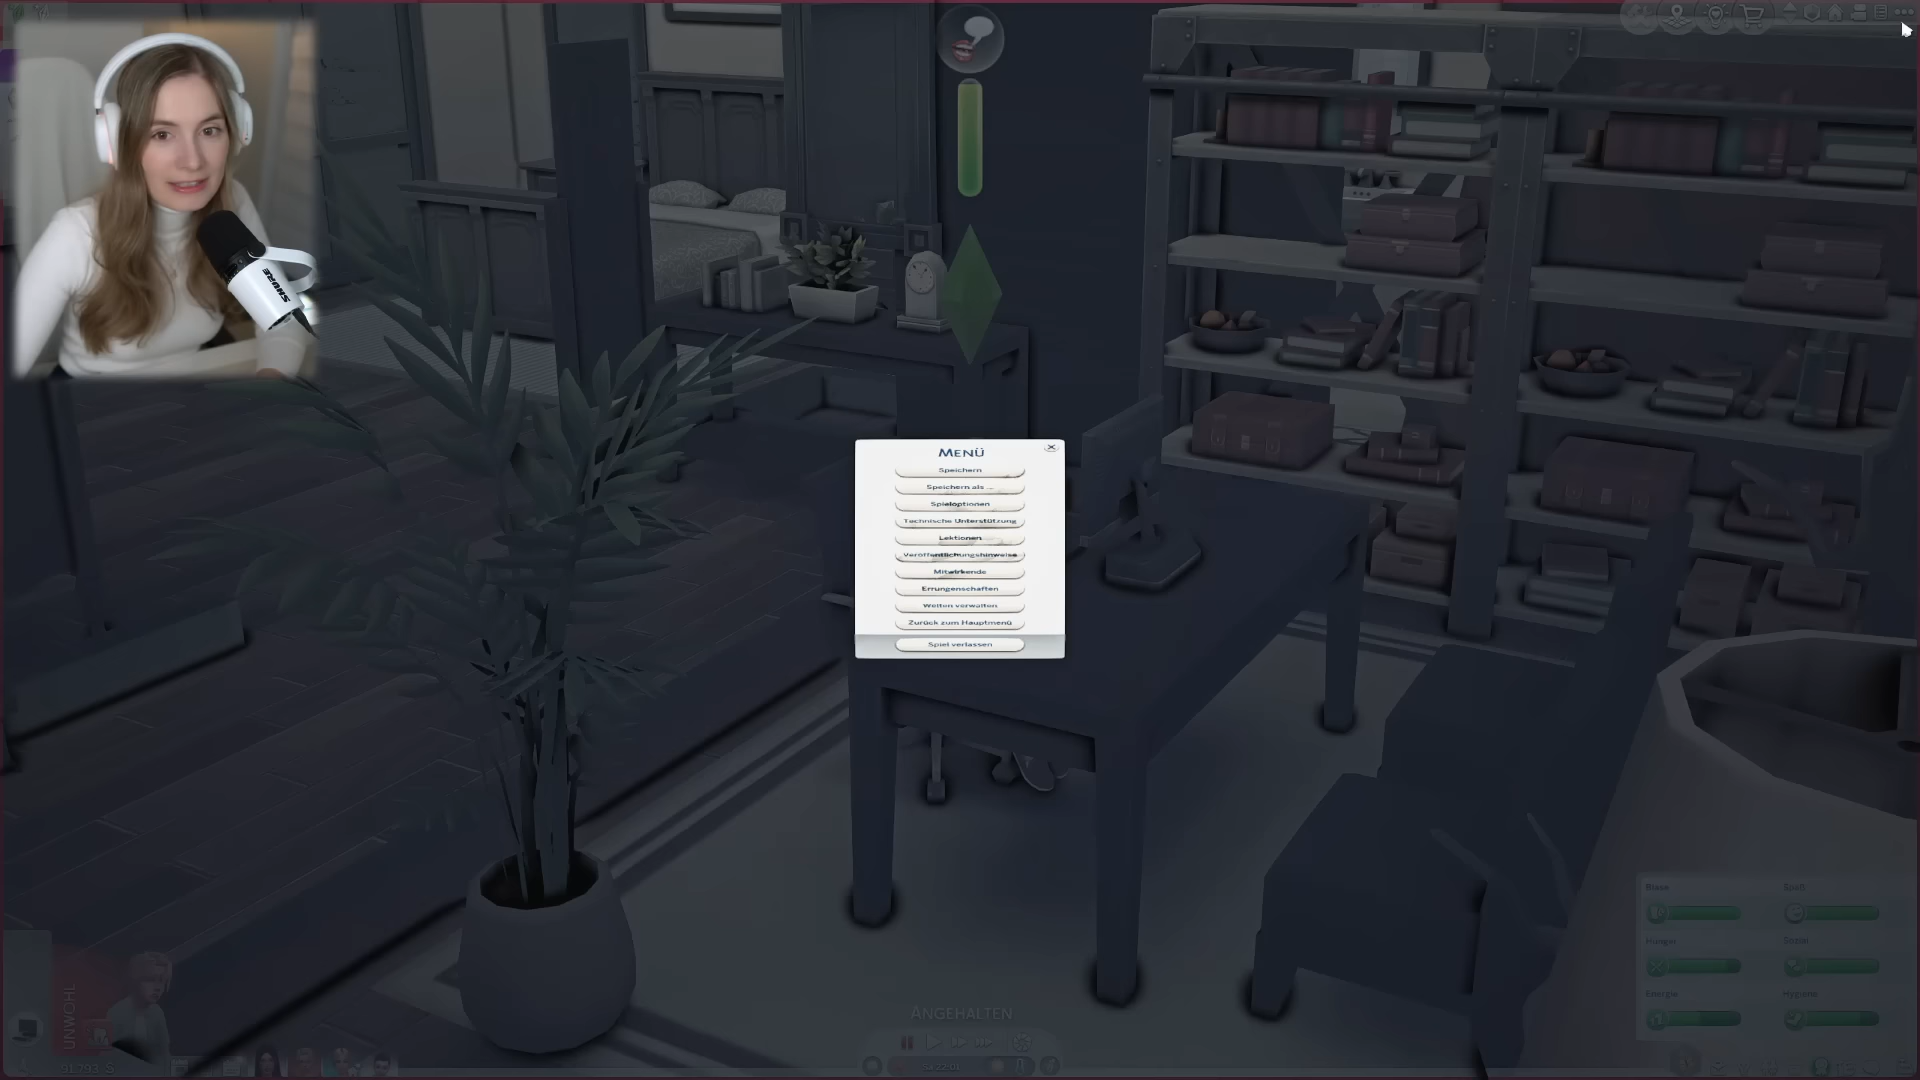 SHURE
MENÜ
Speichern
Speichern als ...
Spieloptionen
Technische Unterstützung
Lektionen
Veröffentlichungshinweise
Mitwirkende
Errungenschaften
Welten verwalten
Zurück zum Hauptmenü
Spiel verlassen
Blase
Spaß
Hunger
Sozial
Energie
Hygiene
UNWOHL
ANGEHALTEN